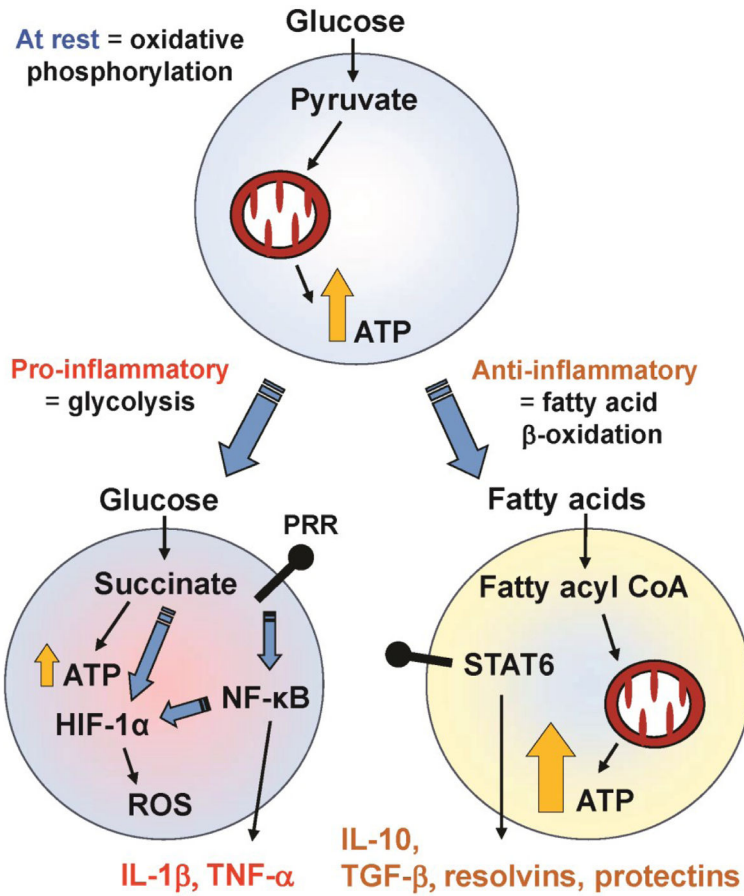 Glucose
At rest = oxidative
phosphorylation
Pyruvate
ATP
Pro-inflammatory
= glycolysis
Anti-inflammatory
= fatty acid
β-oxidation
Glucose
PRR
Succinate
ATP
NF-κB
HIF-1α
ROS
IL-1β, TNF-α
Fatty acids
Fatty acyl CoA
STAT6
ATP
IL-10,
TGF-β, resolvins, protectins